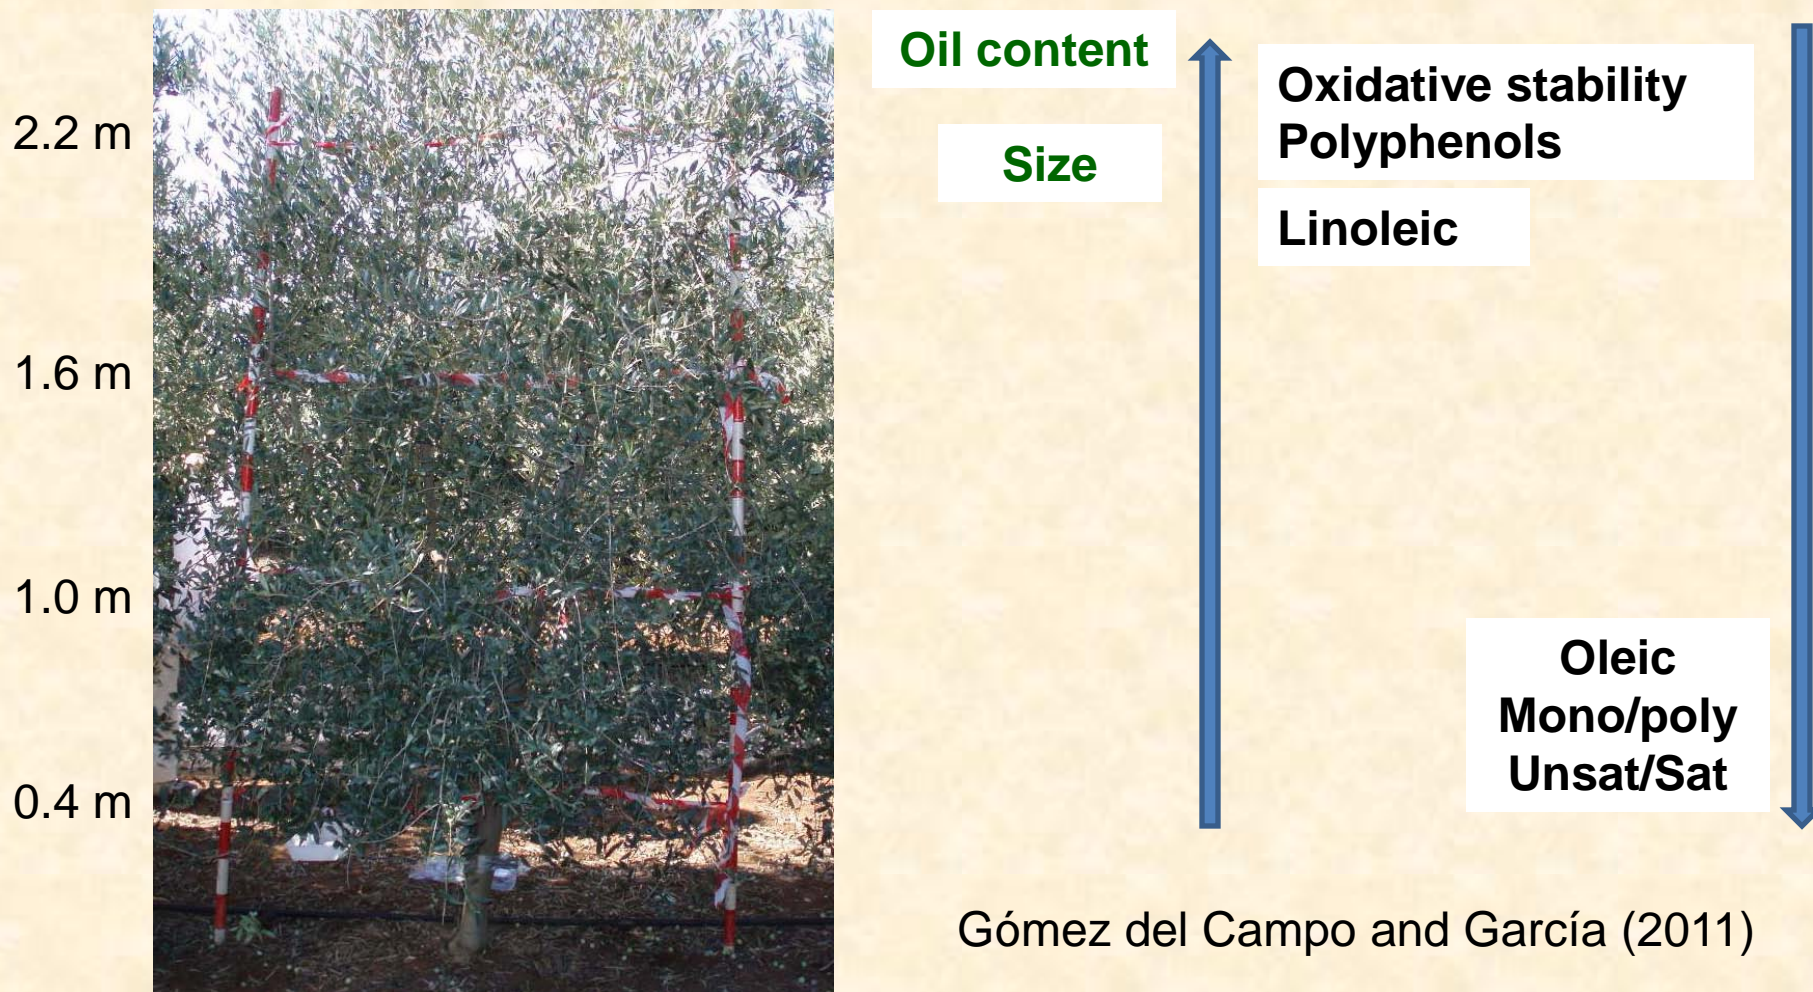 2.2 m
1.6 m
1.0 m
0.4 m
Oil content
Size
Oxidative stability
Polyphenols
Linoleic
Oleic
Mono/poly
Unsat/Sat
Gómez del Campo and García (2011)